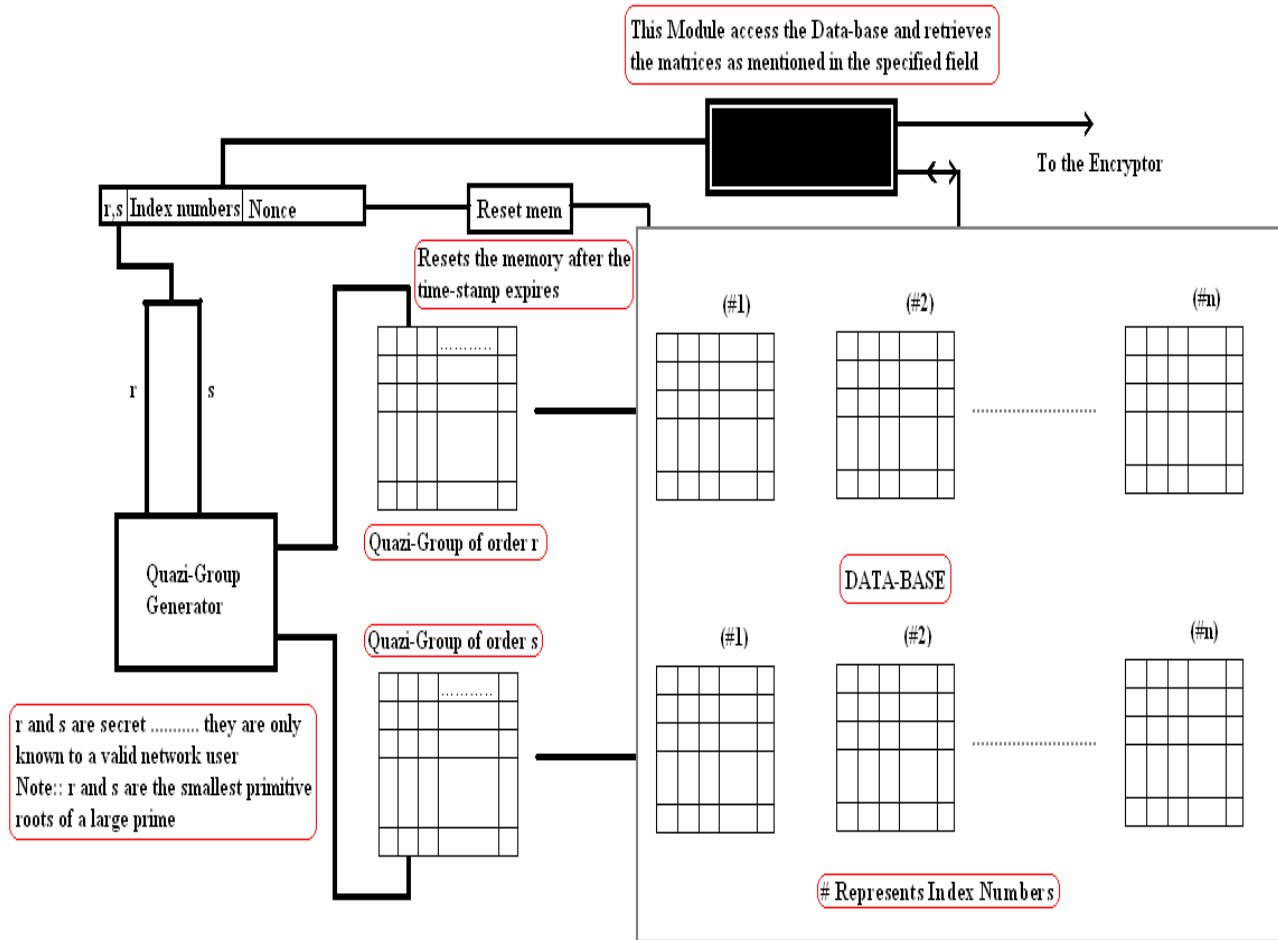 This Module access the Data-base and retrieves
the matrices as mentioned in the specified field
To the Encryptor
r,s Index numbers Nonce
Reset mem
Resets the memory after the
time-stamp expires
(#1) (#2) (#n)
...........
r s
Quazi-Group of order r
Quazi-Group
Generator
DATA-BASE
Quazi-Group of order s
(#1) (#2) (#n)
...........
r and s are secret ........... they are only
known to a valid network user
Note:: r and s are the smallest primitive
roots of a large prime
# Represents Index Numbers